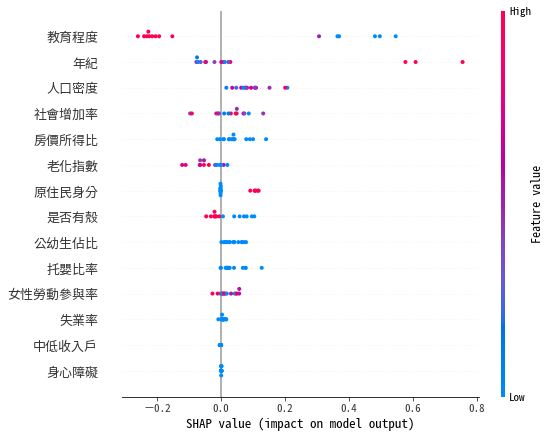 High
教育程度
年紀
人口密度
社會增加率
房價所得比
老化指數
原住民身分
是否有殼
公幼生佔比
托嬰比率
女性勞動參與率
失業率
中低收入戶
身心障礙
Feature value
Low
−0.2 0.0 0.2 0.4 0.6 0.8
SHAP value (impact on model output)